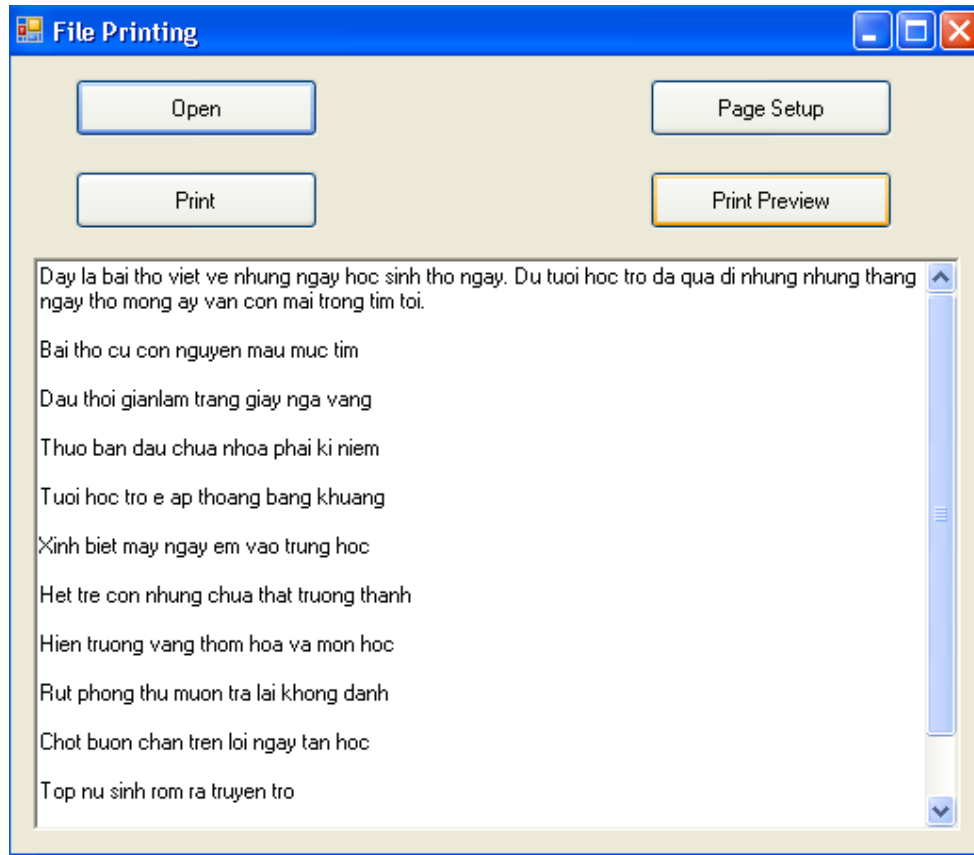 File Printing
Open
Page Setup
Print
Print Preview
Day la bai tho viet ve nhung ngay hoc sinh tho ngay. Du tuoi hoc tro da qua di nhung nhung thang
ngay tho mong ay van con mai trong tim toi.
Bai tho cu con nguyen mau muc tim
Dau thoi gianlam trang giay nga vang
Thuo ban dau chua nhoa phai ki niem
Tuoi hoc tro e ap thoang bang khuang
Xinh biet may ngay em vao trung hoc
Het tre con nhung chua that truong thanh
Hien truong vang thom hoa va mon hoc
Rut phong thu muon tra lai khong danh
Chot buon chan tren loi ngay tan hoc
Top nu sinh rom ra truyen tro